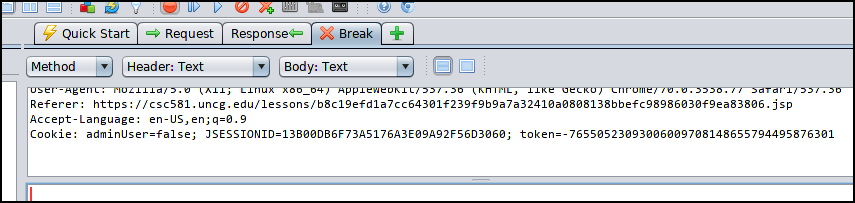 Quick Start
Request
Response
Break
Method
Header: Text
Body: Text
User-Agent: Mozilla/5.0 (X11; Linux x86_64) AppleWebKit/537.36 (KHTML, like Gecko) Chrome/70.0.3538.77 Safari/537.36
Referer: https://csc581.uncg.edu/lessons/b8c19efd1a7cc64301f239f9b9a7a32410a0808138bbefc98986030f9ea83806.jsp
Accept-Language: en-US,en;q=0.9
Cookie: adminUser=false; JSESSIONID=13B00DB6F73A5176A3E09A92F56D3060; token=-76550523093006009708148655794495876301